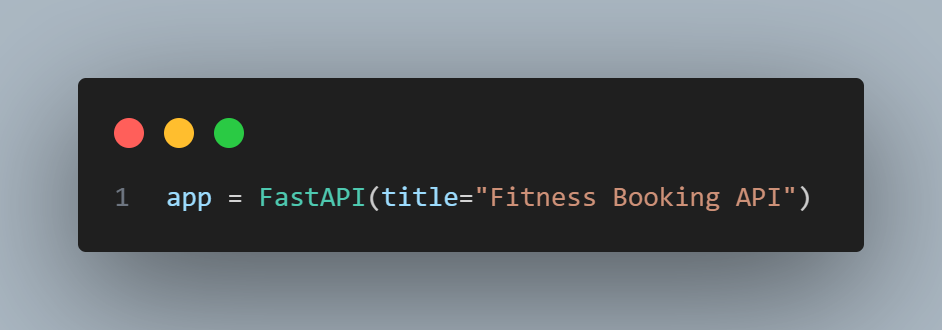 1 app = FastAPI(title="Fitness Booking API")